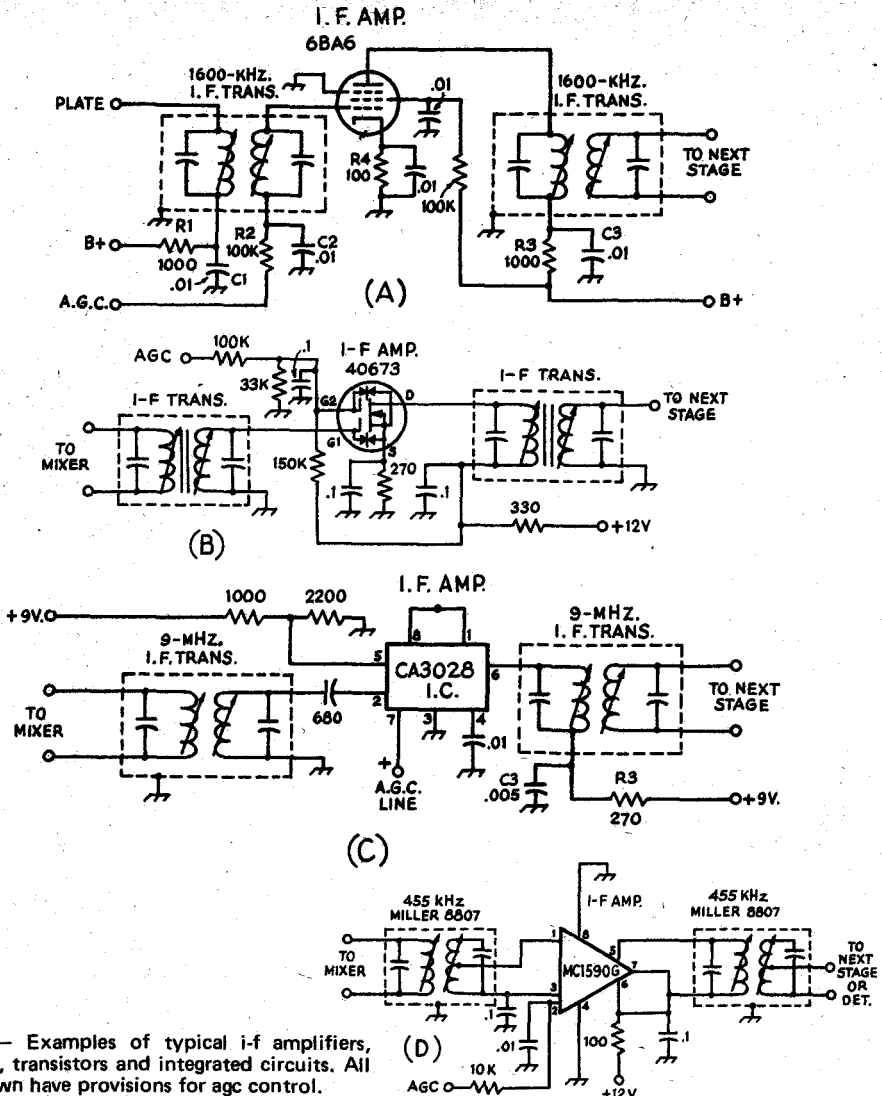 I.F. AMP.
6BA6
1600-KHz.
I.F. TRANS.
PLATE
.01
1600-KHz.
I.F. TRANS.
TO NEXT
STAGE
R4
100
.01
100K
B+
R1
1000
.01
C1
R2
100K
C2
.01
R3
1000
C3
.01
A.G.C.
(A)
B+
AGC
100K
33K
.1
I-F AMP.
40673
I-F TRANS.
G2
D
G1
S
I-F TRANS.
TO NEXT
STAGE
TO
MIXER
150K
.1
270
.1
330
+12V
(B)
I.F. AMP.
+9V.
1000
2200
8
1
9-MHz.
I.F. TRANS.
5
CA3028
I.C.
6
2
7
3
4
9-MHz.
I.F. TRANS.
TO
MIXER
680
.01
+
A.G.C.
LINE
TO NEXT
STAGE
C3
.005
R3
270
+9V.
(C)
455 kHz
MILLER 8807
I-F AMP.
455 kHz
MILLER 8807
TO
MIXER
1
8
5
MC1590G
7
3
6
2
4
.1
.01
100
.1
TO
NEXT
STAGE
OR
DET.
AGC
10K
+12V
(D)
— Examples of typical i-f amplifiers,
, transistors and integrated circuits. All
wn have provisions for agc control.